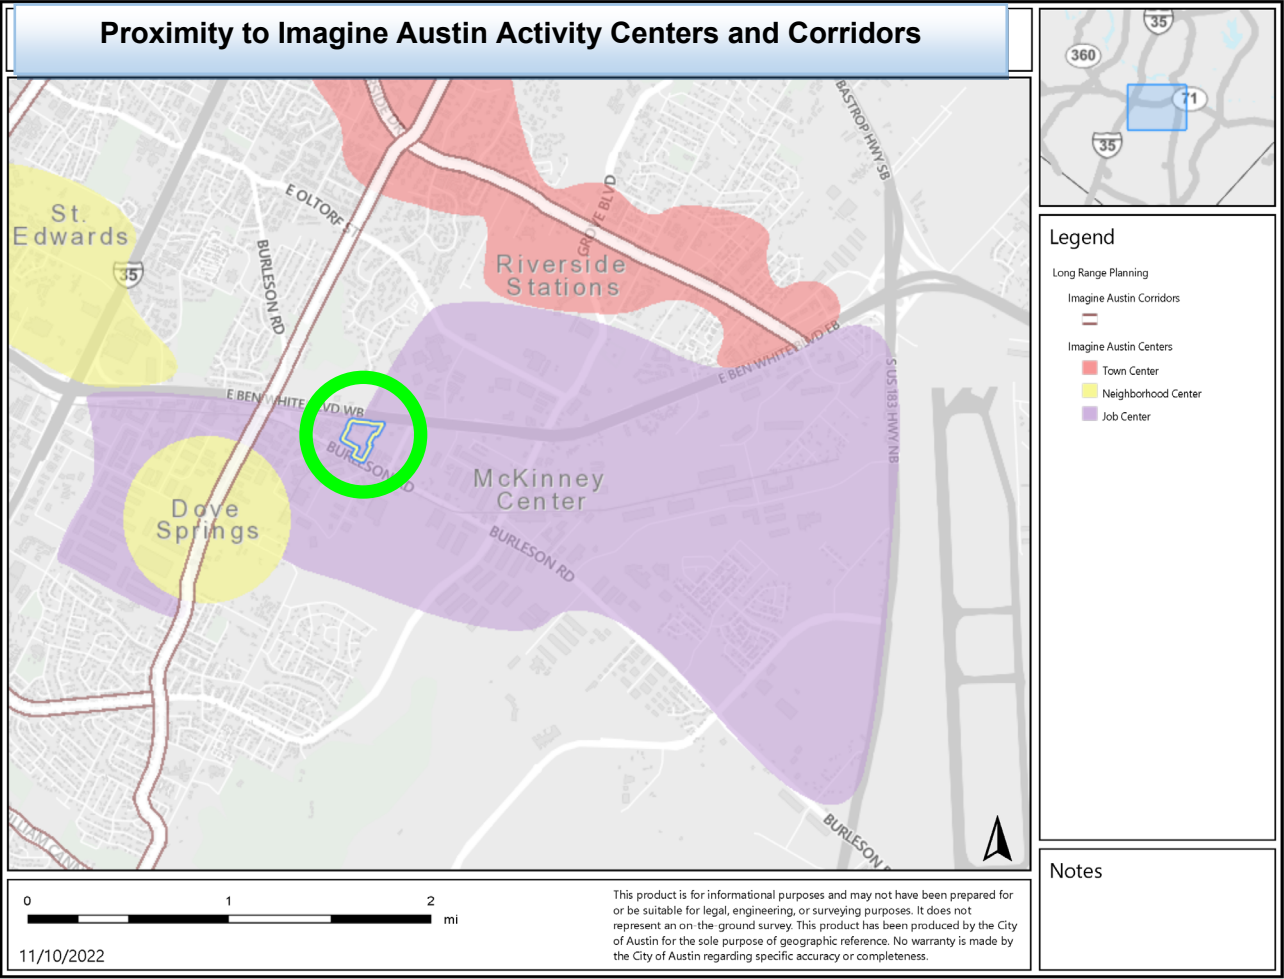 Proximity to Imagine Austin Activity Centers and Corridors
35
360
71
35
BASTROP HWY SB
E OLTORF ST
St.
Edwards
35
BURLESON RD
GROVE BLVD
Riverside
Stations
E BEN WHITE BLVD EB
S US 183 HWY NB
E BEN WHITE BLVD WB
BURLESON RD
McKinney
Center
Dove
Springs
BURLESON RD
BURLESON R
Legend
Long Range Planning
Imagine Austin Corridors
Imagine Austin Centers
Town Center
Neighborhood Center
Job Center
Notes
0 1 2
mi
11/10/2022
This product is for informational purposes and may not have been prepared for
or be suitable for legal, engineering, or surveying purposes. It does not
represent an on-the-ground survey. This product has been produced by the City
of Austin for the sole purpose of geographic reference. No warranty is made by
the City of Austin regarding specific accuracy or completeness.